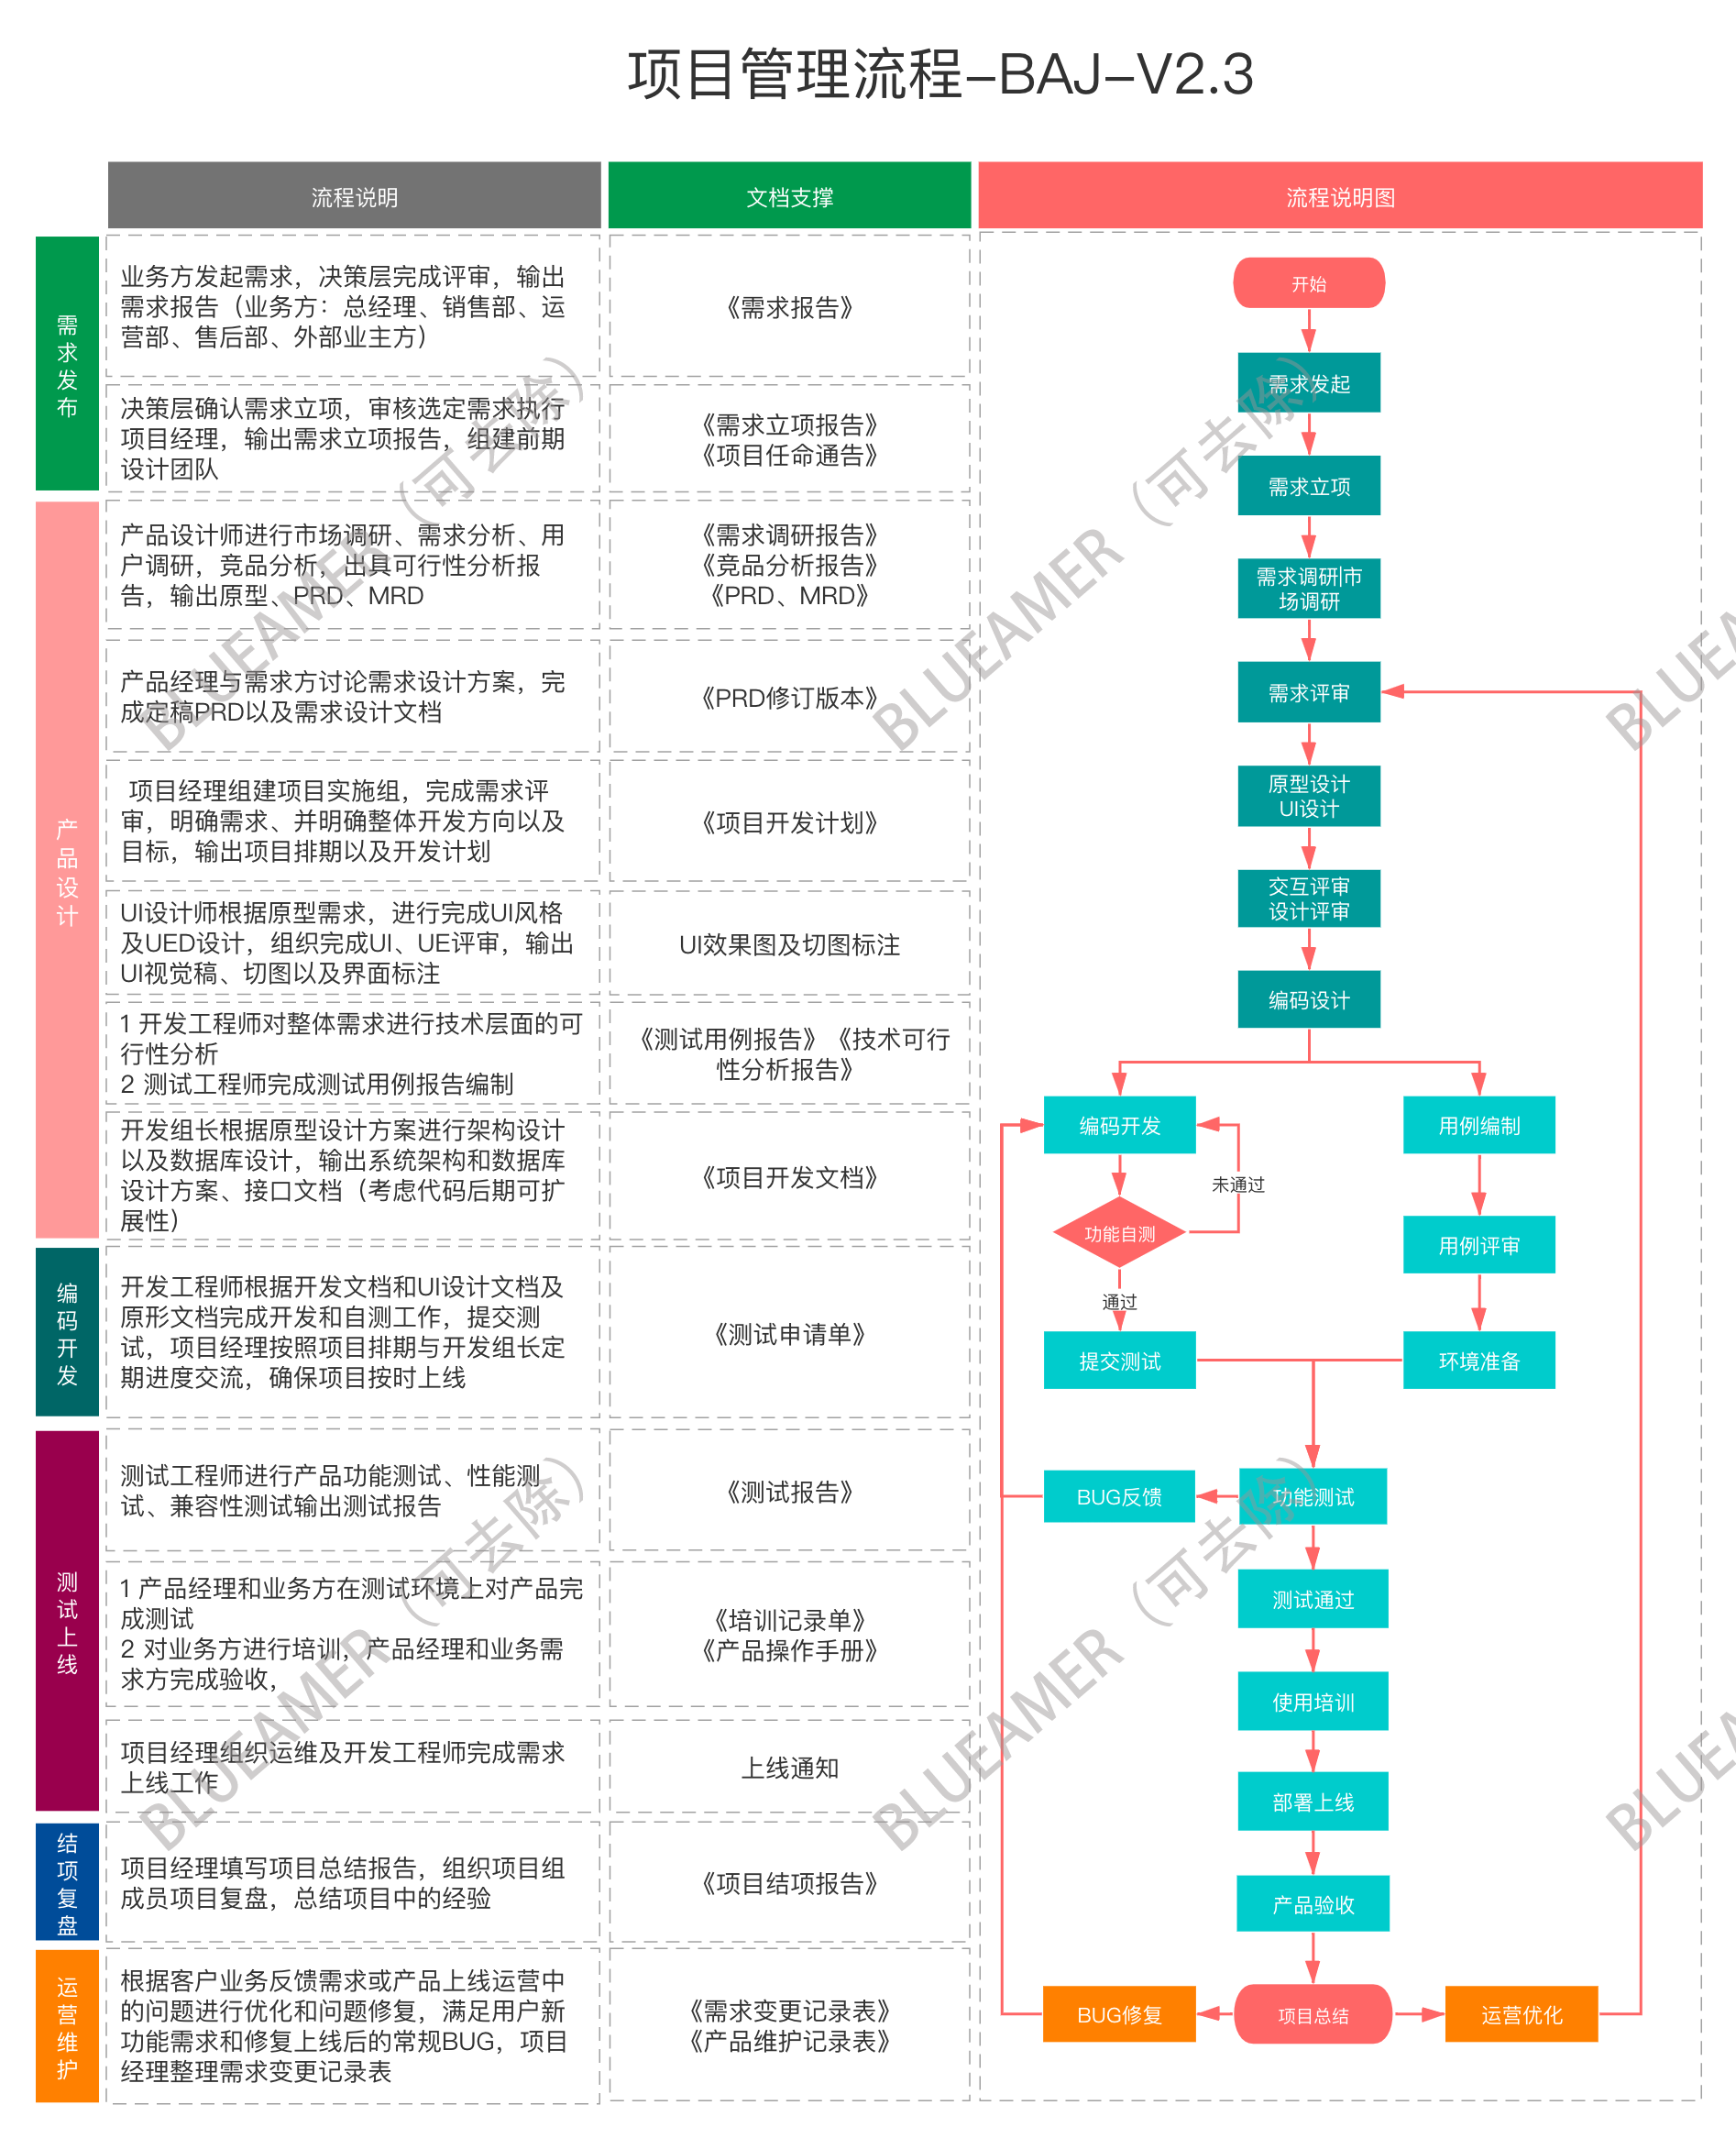 项目管理流程-BAJ-V2.3
流程说明
文档支撑
流程说明图
需
求
发
布
业务方发起需求，决策层完成评审，输出
需求报告（业务方：总经理、销售部、运
营部、售后部、外部业主方）
《需求报告》
决策层确认需求立项，审核选定需求执行
项目经理，输出需求立项报告，组建前期
设计团队
《需求立项报告》
《项目任命通告》
产
品
设
计
产品设计师进行市场调研、需求分析、用
户调研，竞品分析，出具可行性分析报
告，输出原型、PRD、MRD
《需求调研报告》
《竞品分析报告》
《PRD、MRD》
产品经理与需求方讨论需求设计方案，完
成定稿PRD以及需求设计文档
《PRD修订版本》
项目经理组建项目实施组，完成需求评
审，明确需求、并明确整体开发方向以及
目标，输出项目排期以及开发计划
《项目开发计划》
UI设计师根据原型需求，进行完成UI风格
及UED设计，组织完成UI、UE评审，输出
UI视觉稿、切图以及界面标注
UI效果图及切图标注
1 开发工程师对整体需求进行技术层面的可
行性分析
2 测试工程师完成测试用例报告编制
《测试用例报告》《技术可行
性分析报告》
开发组长根据原型设计方案进行架构设计
以及数据库设计，输出系统架构和数据库
设计方案、接口文档（考虑代码后期可扩
展性）
《项目开发文档》
编
码
开
发
开发工程师根据开发文档和UI设计文档及
原形文档完成开发和自测工作，提交测
试，项目经理按照项目排期与开发组长定
期进度交流，确保项目按时上线
《测试申请单》
测
试
上
线
测试工程师进行产品功能测试、性能测
试、兼容性测试输出测试报告
《测试报告》
1 产品经理和业务方在测试环境上对产品完
成测试
2 对业务方进行培训，产品经理和业务需
求方完成验收，
《培训记录单》
《产品操作手册》
项目经理组织运维及开发工程师完成需求
上线工作
上线通知
结
项
复
盘
项目经理填写项目总结报告，组织项目组
成员项目复盘，总结项目中的经验
《项目结项报告》
运
营
维
护
根据客户业务反馈需求或产品上线运营中
的问题进行优化和问题修复，满足用户新
功能需求和修复上线后的常规BUG，项目
经理整理需求变更记录表
《需求变更记录表》
《产品维护记录表》
开始
需求发起
需求立项
需求调研|市
场调研
需求评审
原型设计
UI设计
交互评审
设计评审
编码设计
编码开发
用例编制
未通过
功能自测
用例评审
通过
提交测试
环境准备
BUG反馈
功能测试
测试通过
使用培训
部署上线
产品验收
BUG修复
项目总结
运营优化
BLUEAMER（可去除）
BLUEAMER（可去除）
BLUEAM
BLUEAMER（可去除）
BLUEAMER（可去除）
BLUEAM